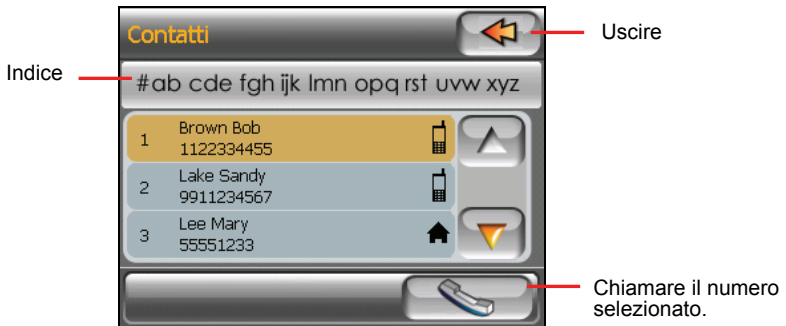 Contatti
Uscire
Indice
#ab cde fgh ijk lmn opq rst uvw xyz
1
Brown Bob
1122334455
2
Lake Sandy
9911234567
3
Lee Mary
55551233
Chiamare il numero
selezionato.